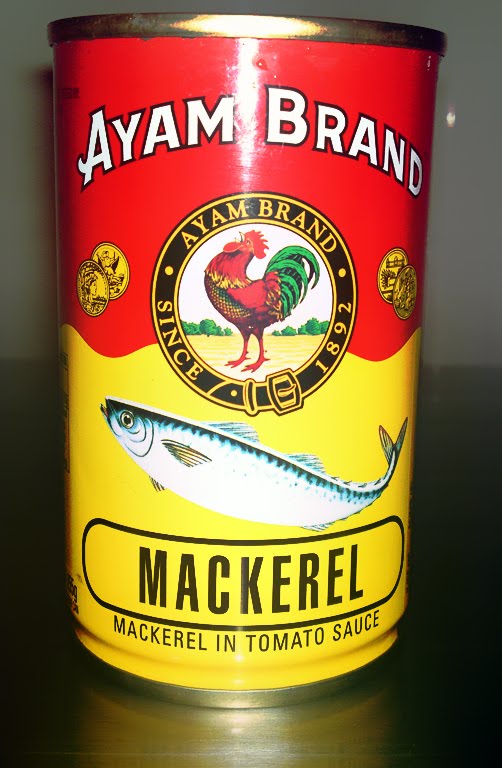 AYAM BRAND
AYAM BRAND
SINCE 1892
MACKEREL
MACKEREL IN TOMATO SAUCE